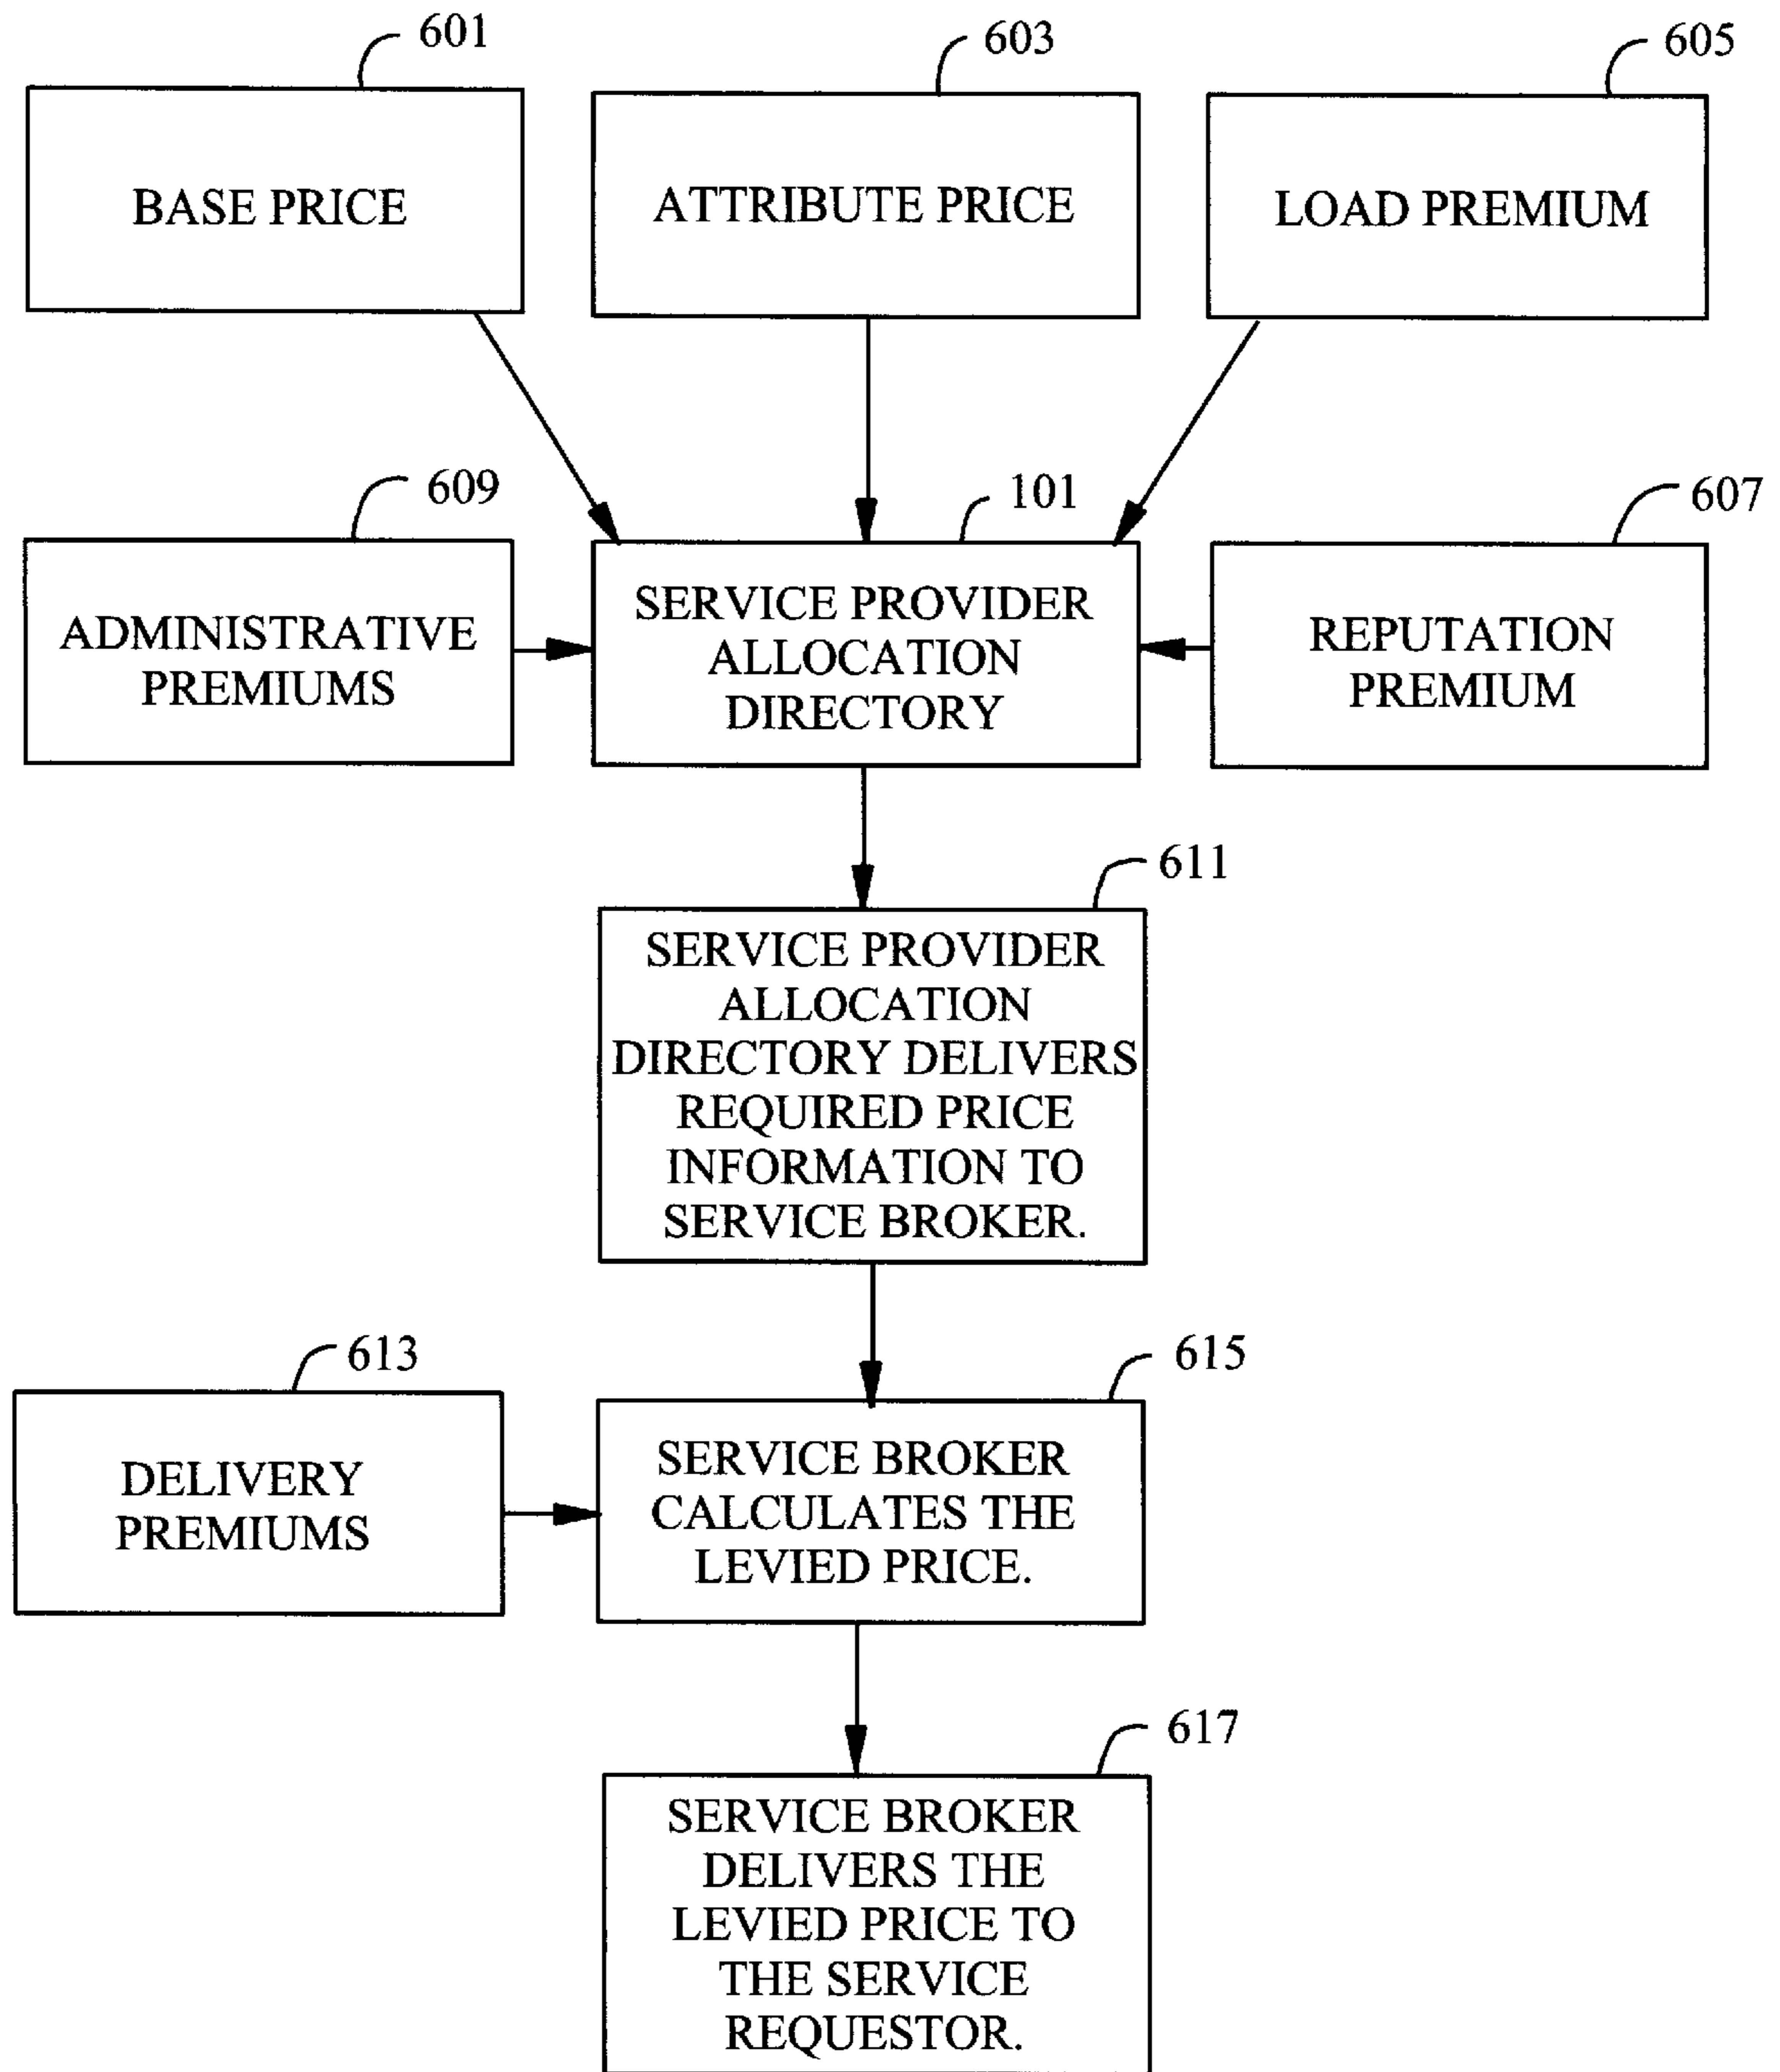 601
603
605
BASE PRICE
ATTRIBUTE PRICE
LOAD PREMIUM
609
101
607
ADMINISTRATIVE
PREMIUMS
SERVICE PROVIDER
ALLOCATION
DIRECTORY
REPUTATION
PREMIUM
611
SERVICE PROVIDER
ALLOCATION
DIRECTORY DELIVERS
REQUIRED PRICE
INFORMATION TO
SERVICE BROKER.
613
615
DELIVERY
PREMIUMS
SERVICE BROKER
CALCULATES THE
LEVIED PRICE.
617
SERVICE BROKER
DELIVERS THE
LEVIED PRICE TO
THE SERVICE
REQUESTOR.